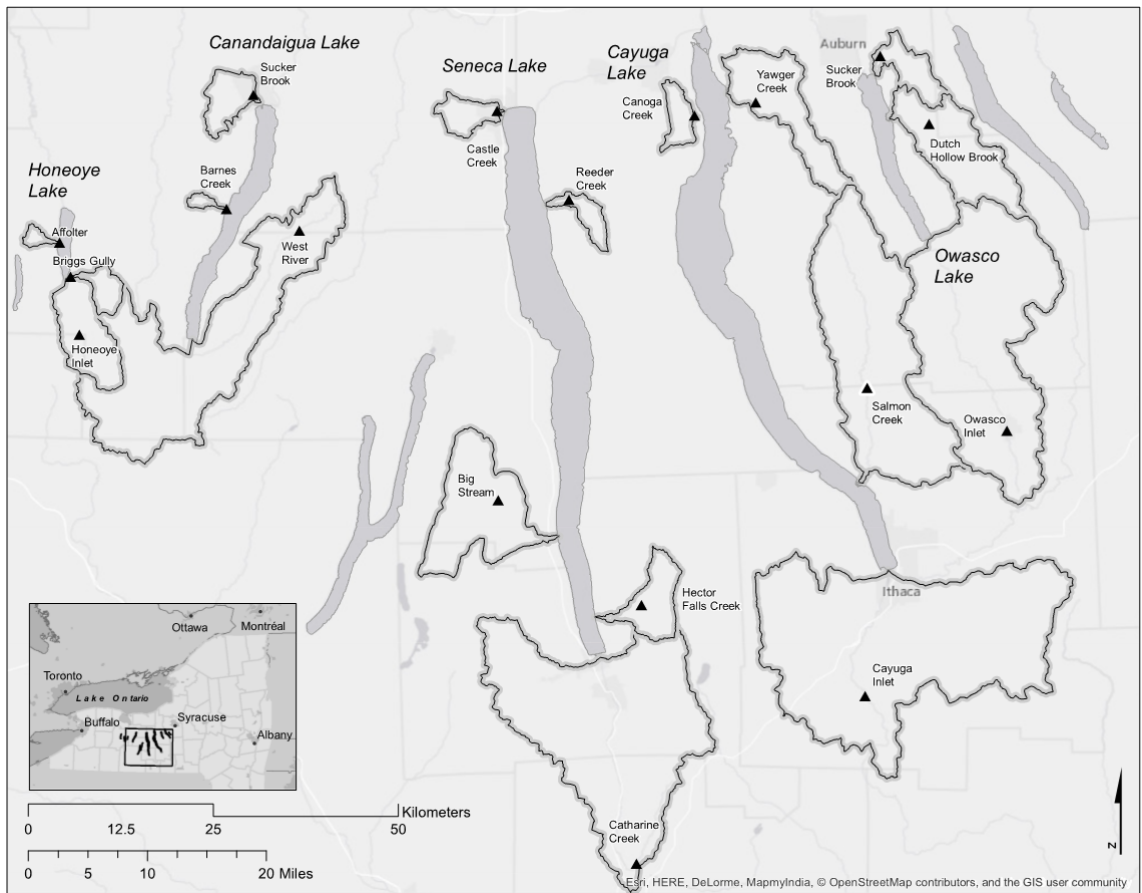 Canandaigua Lake
Sucker
Brook
Seneca Lake
Cayuga
Lake
Auburn
Sucker
Brook
Yawger
Creek
Canoga
Creek
Castle
Creek
Dutch
Hollow Brook
Honeoye
Lake
Barnes
Creek
Reeder
Creek
Affolter
Briggs Gully
West
River
Owasco
Lake
Honeoye
Inlet
Salmon
Creek
Owasco
Inlet
Big
Stream
Hector
Falls Creek
Ithaca
Cayuga
Inlet
Catharine
Creek
Ottawa
Montréal
Toronto
Lake Ontario
Buffalo
Syracuse
Albany
Kilometers
0 12.5 25 50
0 5 10 20 Miles
N
Esri, HERE, DeLorme, MapmyIndia, © OpenStreetMap contributors, and the GIS user community